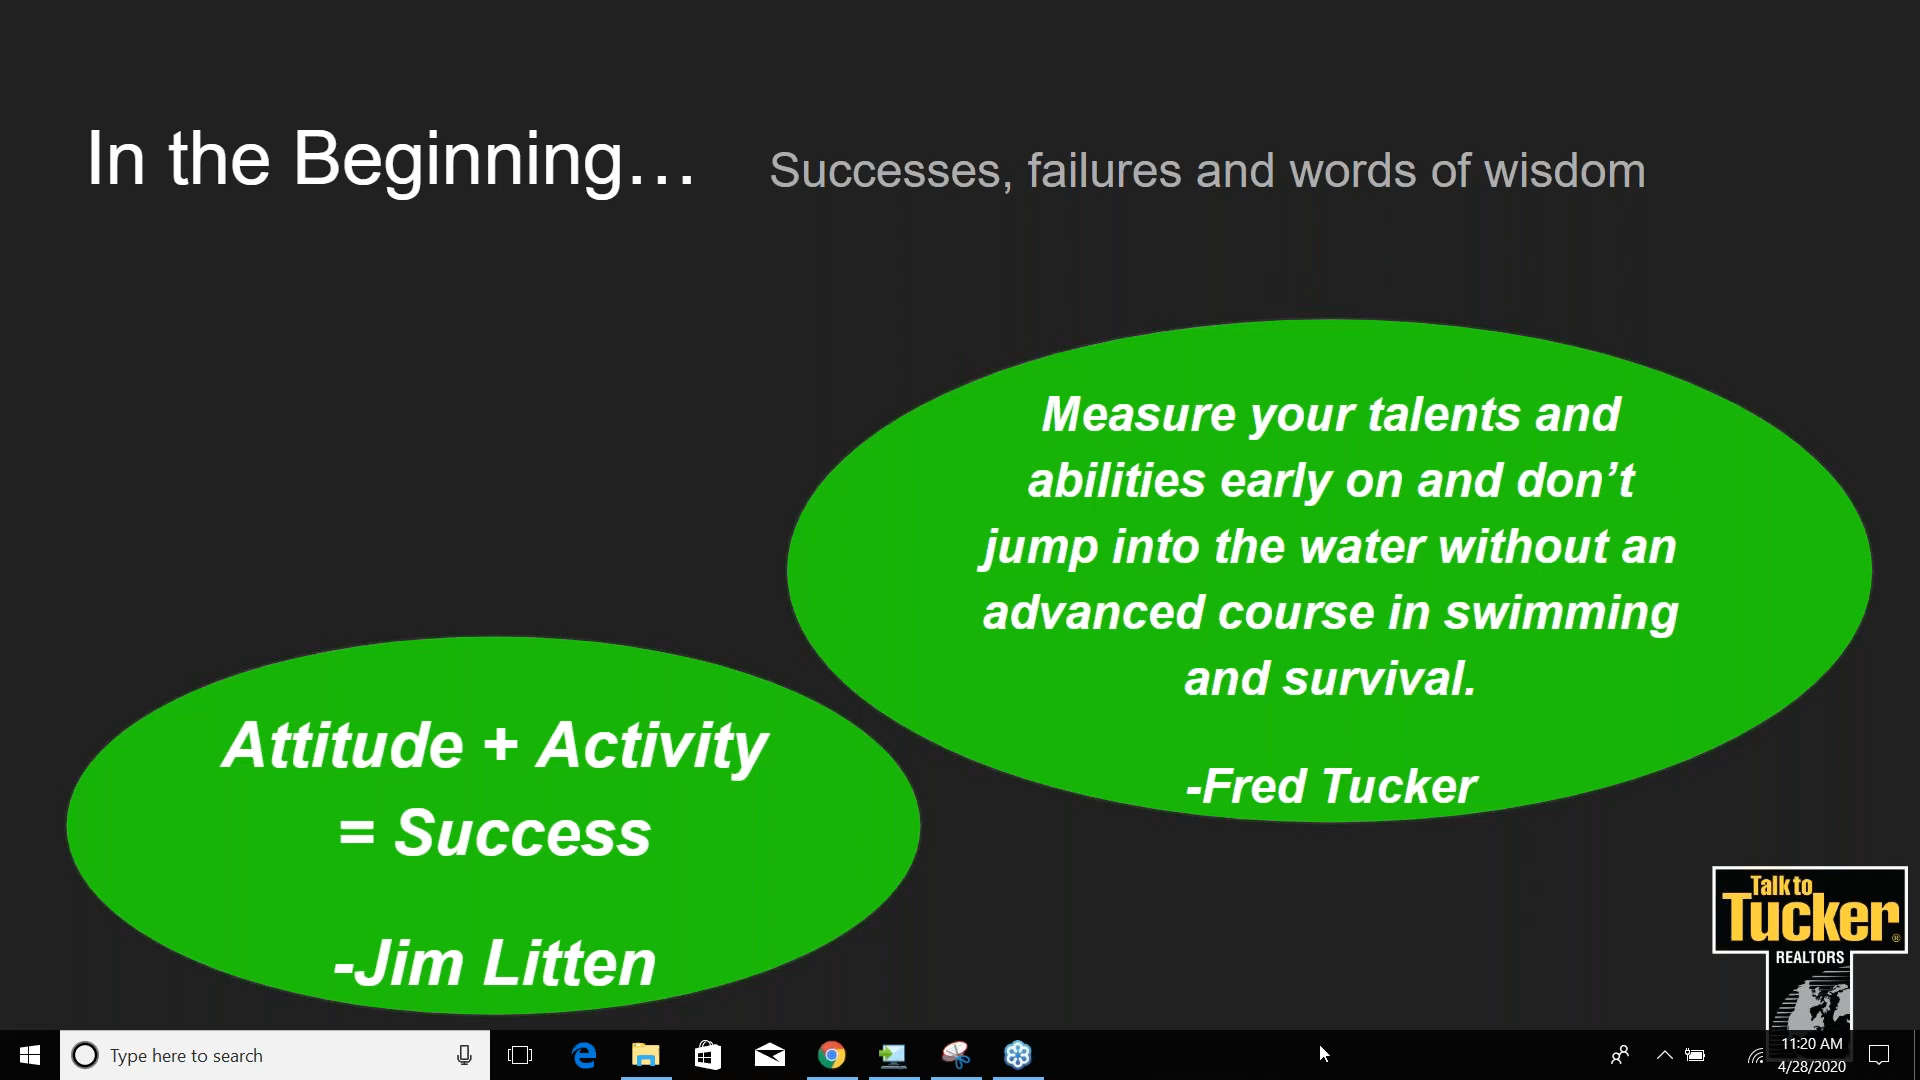 In the Beginning…
Successes, failures and words of wisdom
Measure your talents and
abilities early on and don’t
jump into the water without an
advanced course in swimming
and survival.
-Fred Tucker
Attitude + Activity
= Success
-Jim Litten
Talk to
Tucker®
REALTORS
Type here to search
11:20 AM
4/28/2020